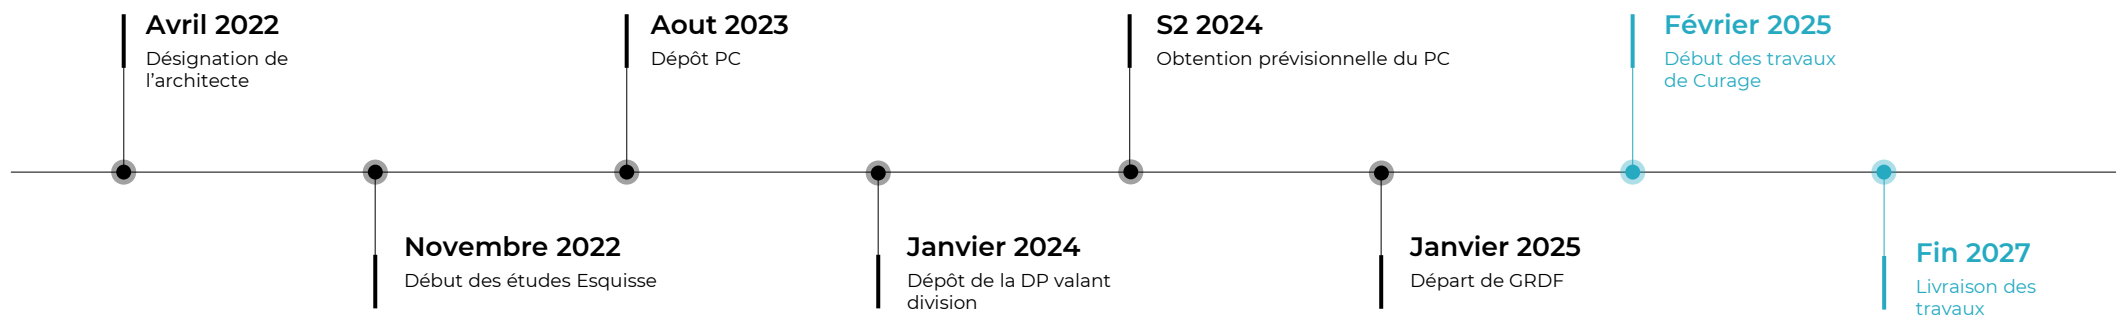 Avril 2022
Désignation de
l’architecte
Aout 2023
Dépôt PC
S2 2024
Obtention prévisionnelle du PC
Février 2025
Début des travaux
de Curage
Novembre 2022
Début des études Esquisse
Janvier 2024
Dépôt de la DP valant
division
Janvier 2025
Départ de GRDF
Fin 2027
Livraison des
travaux